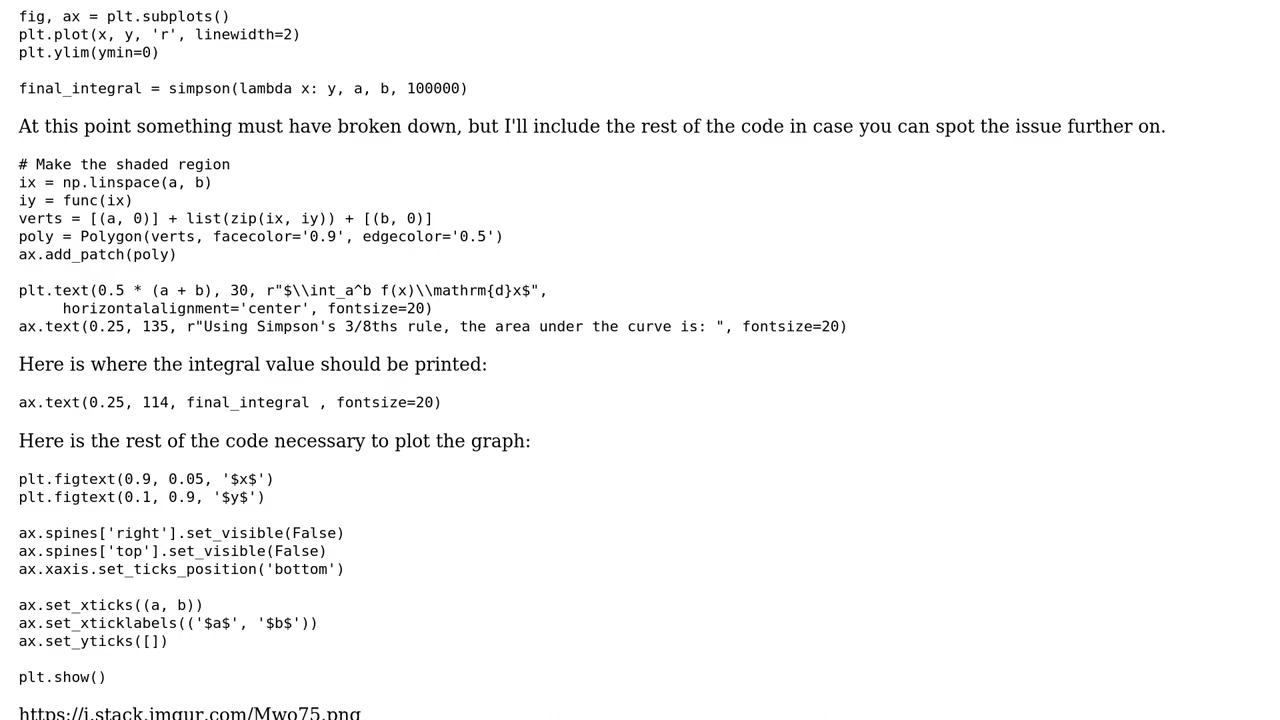 fig, ax = plt.subplots()
plt.plot(x, y, 'r', linewidth=2)
plt.ylim(ymin=0)
final_integral = simpson(lambda x: y, a, b, 100000)
At this point something must have broken down, but I'll include the rest of the code in case you can spot the issue further on.
# Make the shaded region
ix = np.linspace(a, b)
iy = func(ix)
verts = [(a, 0)] + list(zip(ix, iy)) + [(b, 0)]
poly = Polygon(verts, facecolor='0.9', edgecolor='0.5')
ax.add_patch(poly)
plt.text(0.5 * (a + b), 30, r"$\\int_a^b f(x)\\mathrm{d}x$",
     horizontalalignment='center', fontsize=20)
ax.text(0.25, 135, r"Using Simpson's 3/8ths rule, the area under the curve is: ", fontsize=20)
Here is where the integral value should be printed:
ax.text(0.25, 114, final_integral , fontsize=20)
Here is the rest of the code necessary to plot the graph:
plt.figtext(0.9, 0.05, '$x$')
plt.figtext(0.1, 0.9, '$y$')
ax.spines['right'].set_visible(False)
ax.spines['top'].set_visible(False)
ax.xaxis.set_ticks_position('bottom')
ax.set_xticks((a, b))
ax.set_xticklabels(('$a$', '$b$'))
ax.set_yticks([])
plt.show()
https://i.stack.imgur.com/Mwo75.png